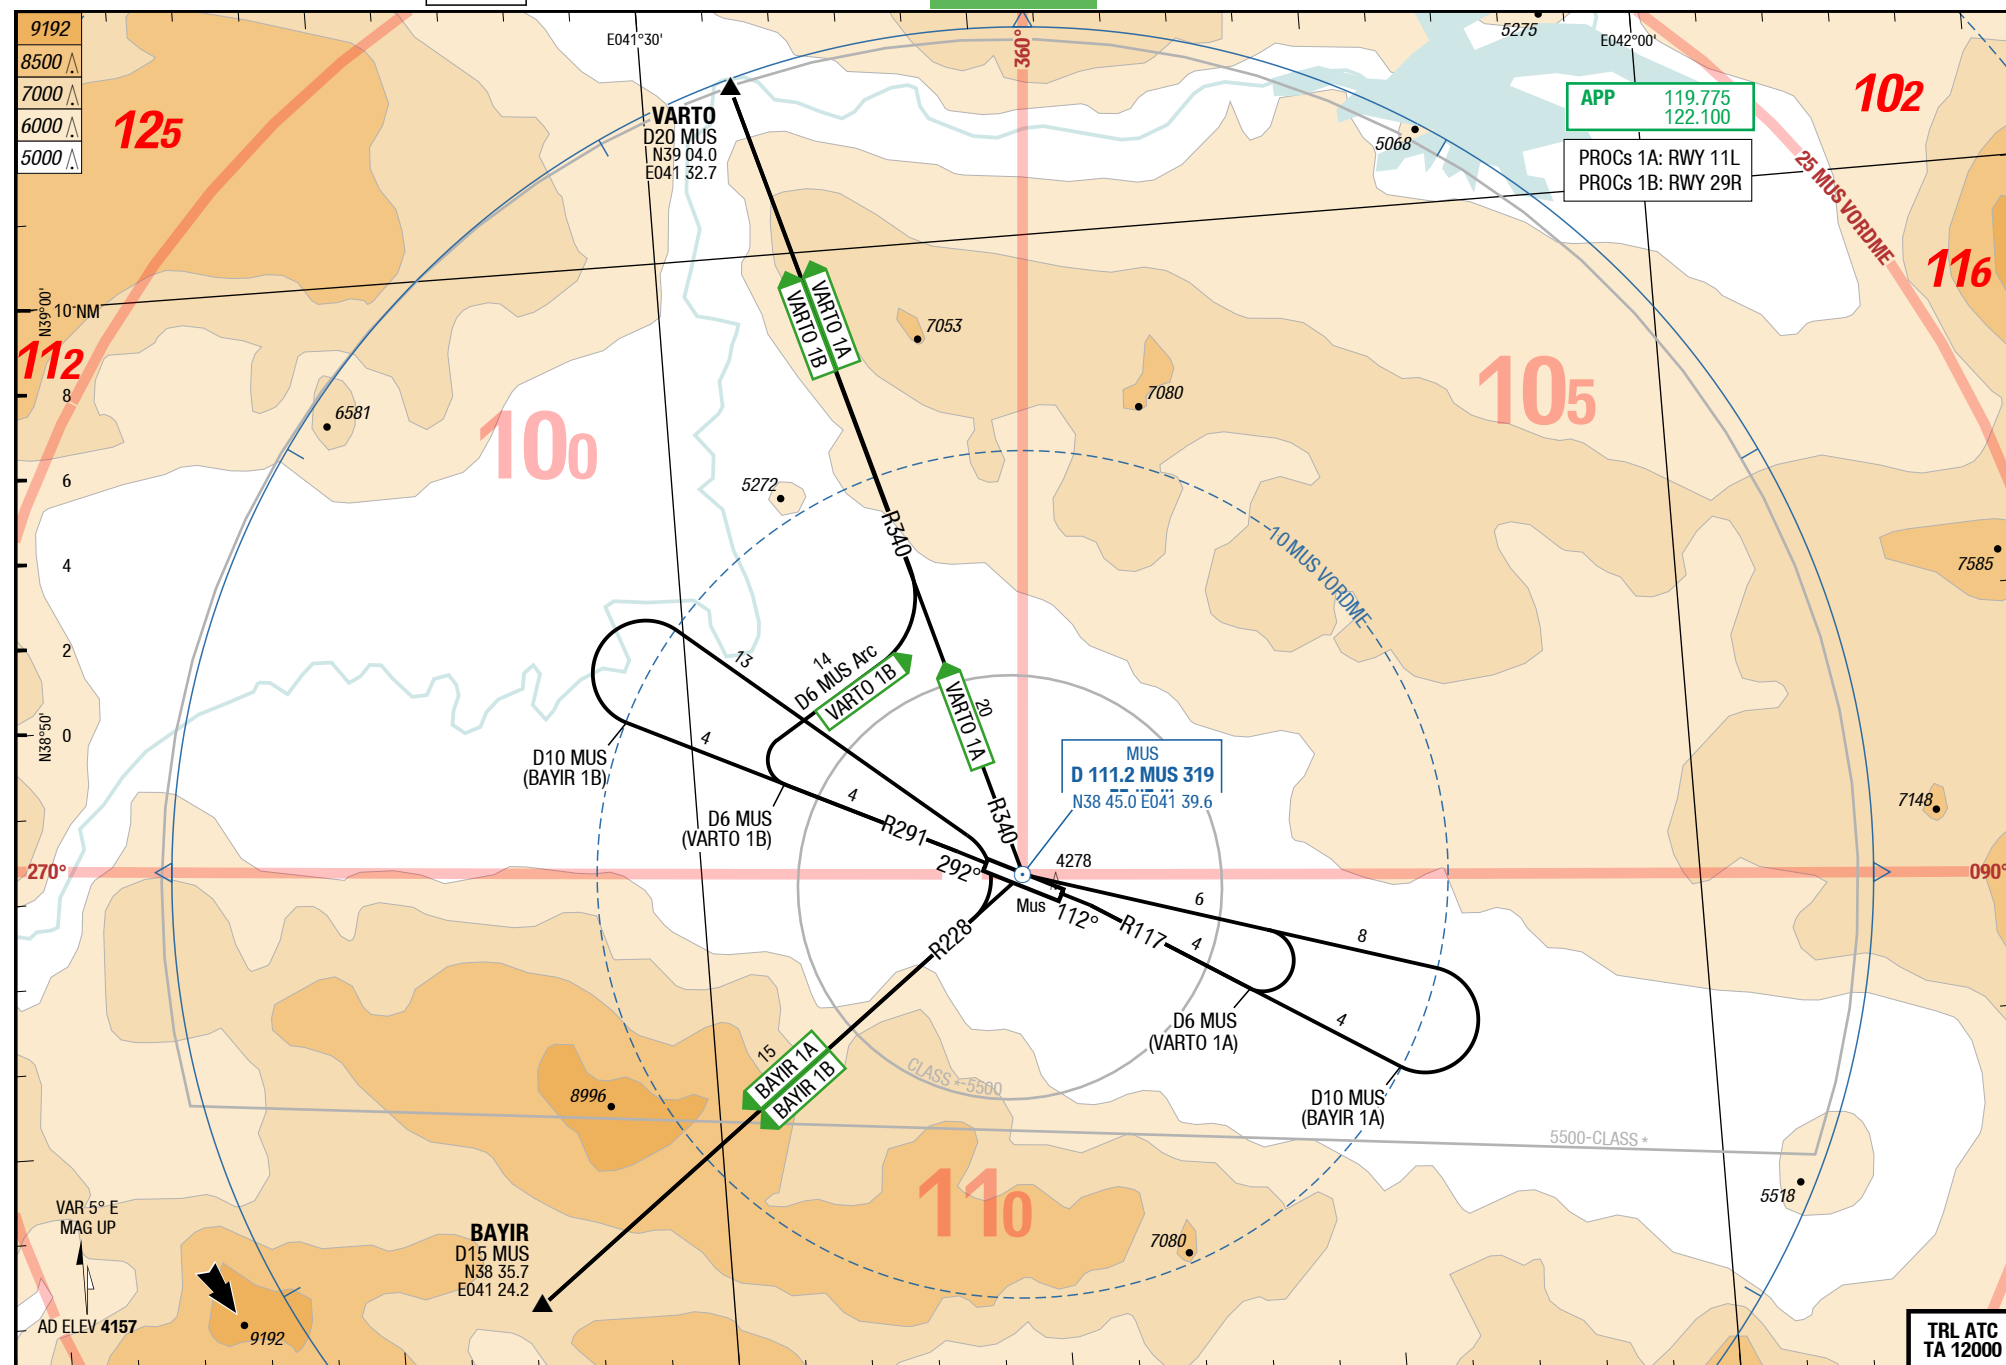 9192
8500
7000
6000
5000
125
E041°30'
360°
5275
E042°00'
102
APP 119.775
122.100
5068
PROCs 1A: RWY 11L
PROCs 1B: RWY 29R
25 MUS VORDME
VARTO
D20 MUS
N39 04.0
E041 32.7
116
N39°00'
10 NM
VARTO 1A
VARTO 1B
7053
112
8
6581
7080
105
100
6
5272
R340
10 MUS VORDME
4
7585
2
13
14
D6 MUS Arc
VARTO 1B
VARTO 1A
20
N38°50'
0
4
D10 MUS
(BAYIR 1B)
MUS
D 111.2 MUS 319
N38 45.0 E041 39.6
4
D6 MUS
(VARTO 1B)
R291
R340
7148
270°
292°
4278
090°
Mus
112°
6
R117
4
8
R228
D6 MUS
(VARTO 1A)
4
15
BAYIR 1A
BAYIR 1B
CLASS *-5500
8996
D10 MUS
(BAYIR 1A)
5500-CLASS *
110
5518
VAR 5° E
MAG UP
BAYIR
D15 MUS
N38 35.7
E041 24.2
7080
AD ELEV 4157
9192
TRL ATC
TA 12000